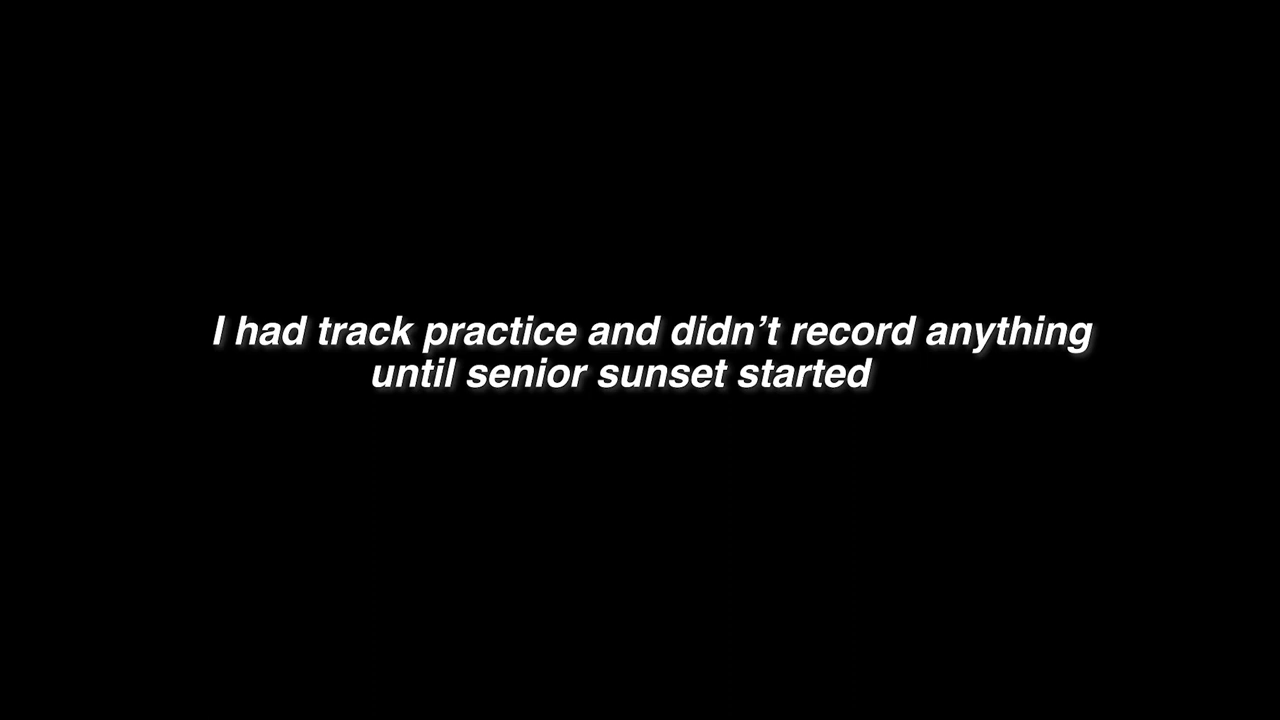 I had track practice and didn’t record anything
until senior sunset started